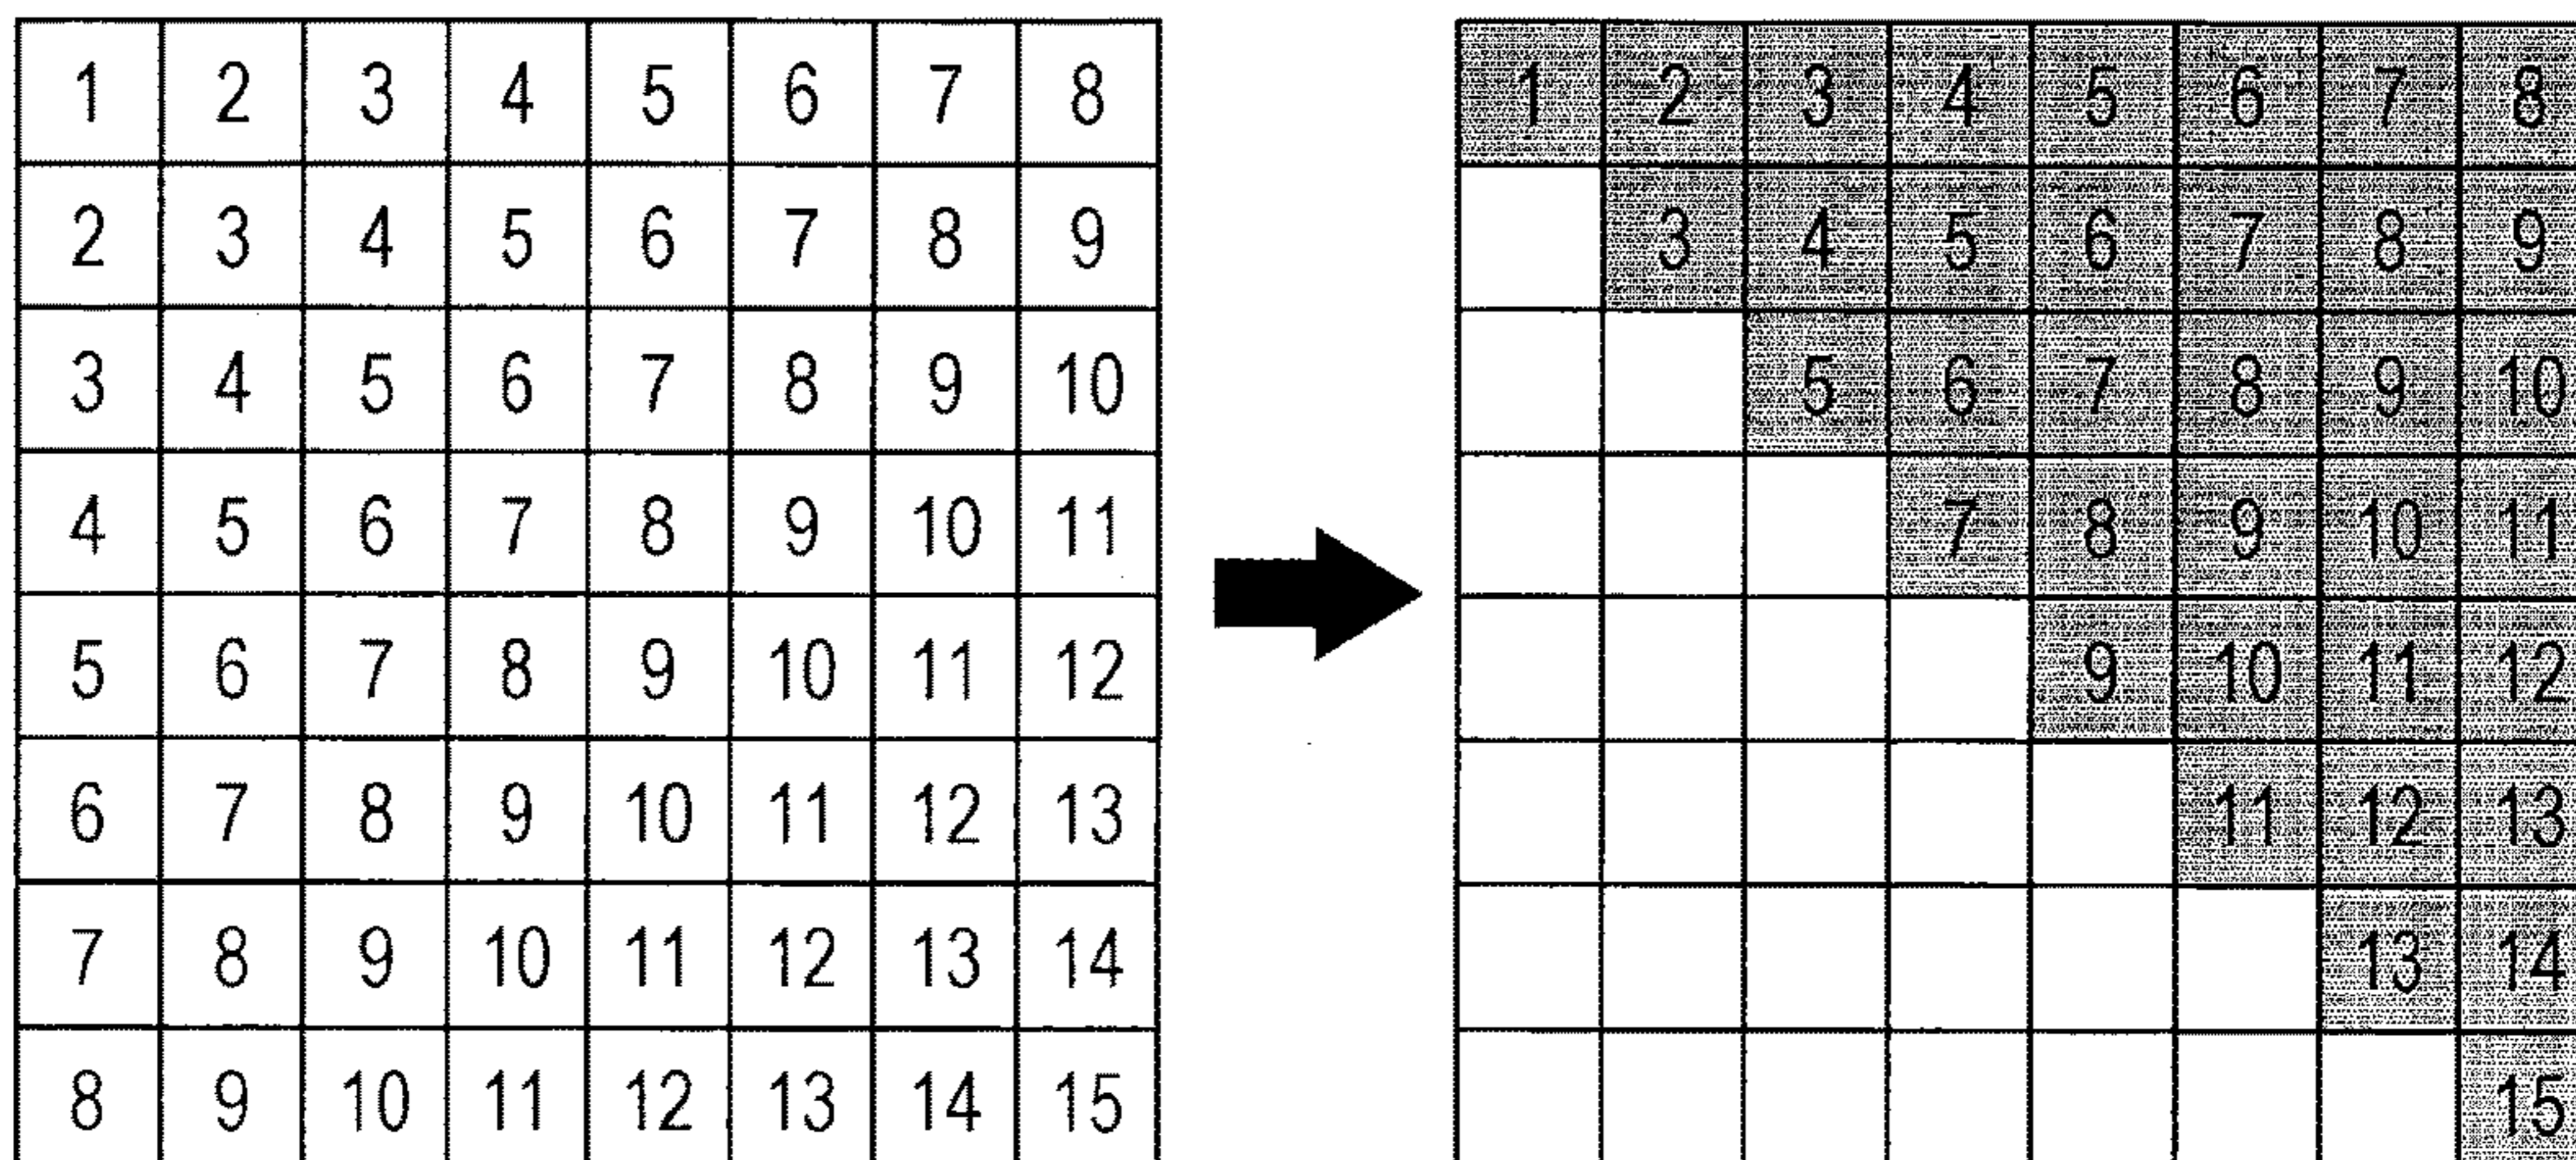 1 2 3 4 5 6 7 8 1 2 3 4 5 6 7 8
2 3 4 5 6 7 8 9 3 4 5 6 7 8 9
3 4 5 6 7 8 9 10 5 6 7 8 9 10
4 5 6 7 8 9 10 11 7 8 9 10 11
5 6 7 8 9 10 11 12 9 10 11 12
6 7 8 9 10 11 12 13 11 12 13
7 8 9 10 11 12 13 14 13 14
8 9 10 11 12 13 14 15 15